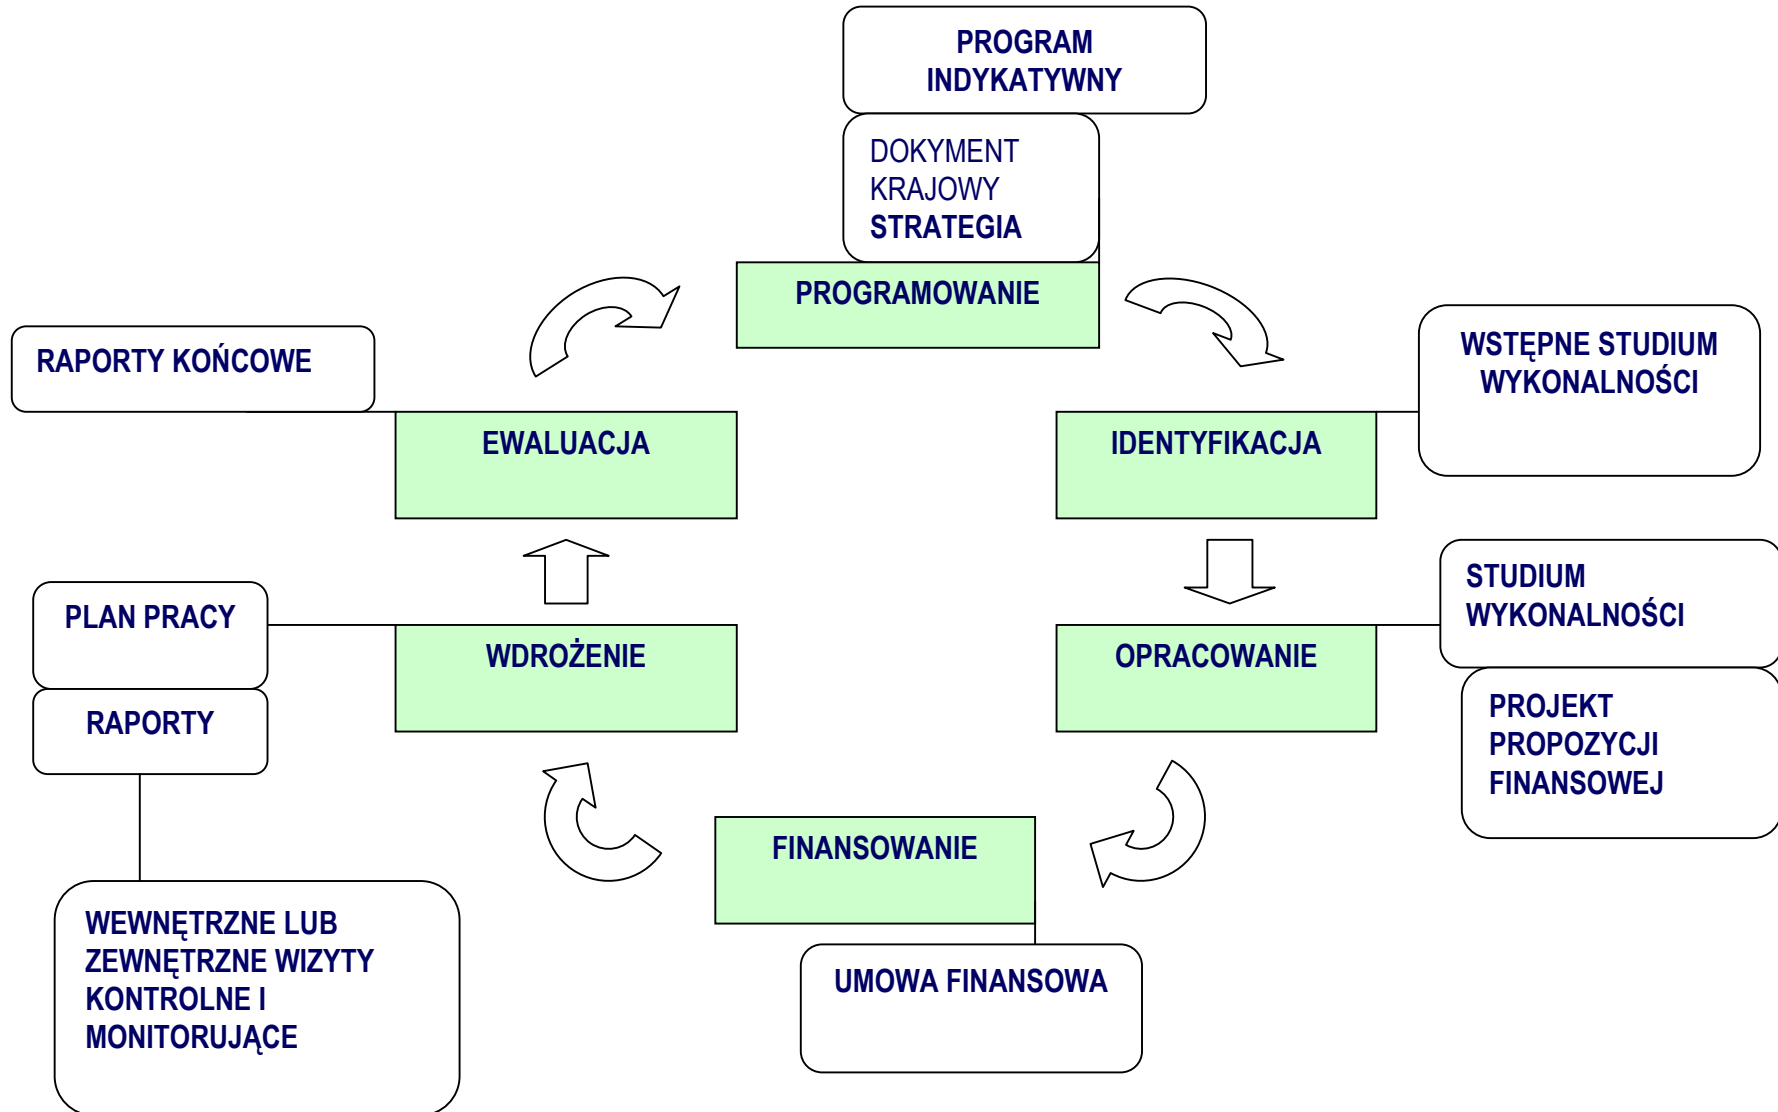 PROGRAM
INDYKATYWNY
DOKYMENT
KRAJOWY
STRATEGIA
PROGRAMOWANIE
RAPORTY KOŃCOWE
WSTĘPNE STUDIUM
WYKONALNOŚCI
EWALUACJA
IDENTYFIKACJA
STUDIUM
WYKONALNOŚCI
PLAN PRACY
WDROŻENIE
OPRACOWANIE
RAPORTY
PROJEKT
PROPOZYCJI
FINANSOWEJ
FINANSOWANIE
WEWNĘTRZNE LUB
ZEWNĘTRZNE WIZYTY
KONTROLNE I
MONITORUJĄCE
UMOWA FINANSOWA